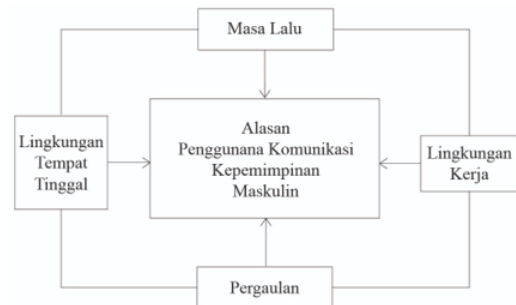 Masa Lalu
Lingkungan
Tempat
Tinggal
Alasan
Penggunana Komunikasi
Kepemimpinan
Maskulin
Lingkungan
Kerja
Pergaulan